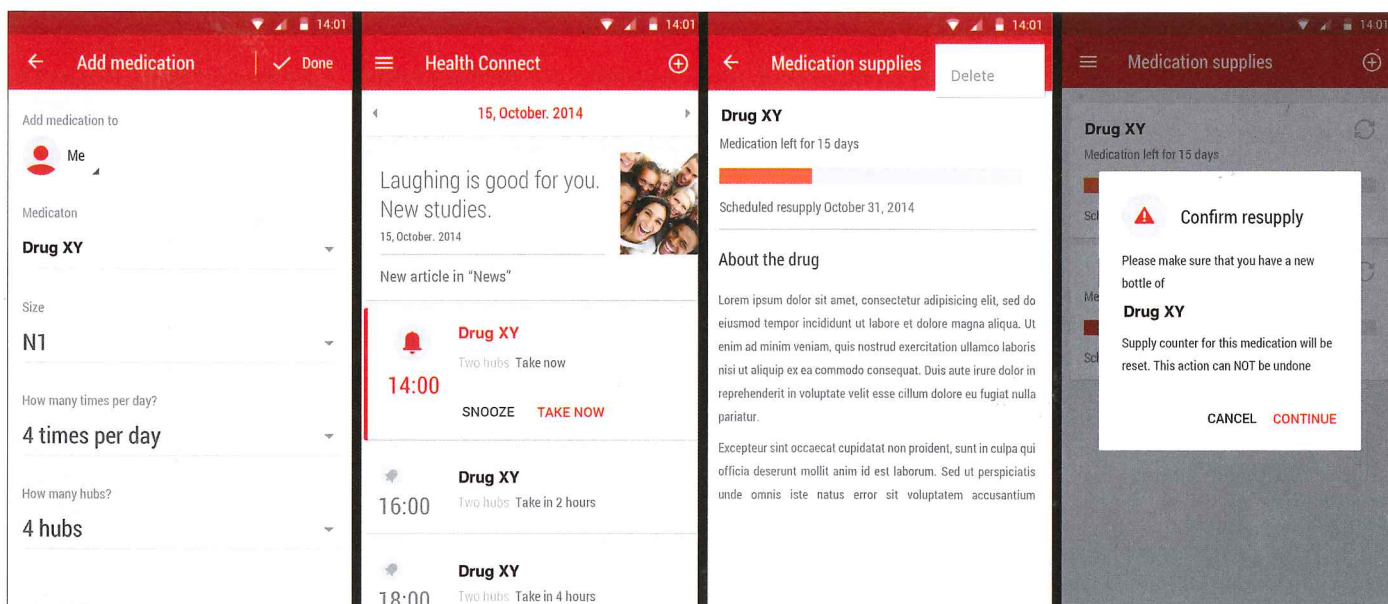 14:01
Add medication
Done
Add medication to
Me
Medicaton
Drug XY
Size
N1
How many times per day?
4 times per day
How many hubs?
4 hubs
14:01
Health Connect
15, October. 2014
Laughing is good for you.
New studies.
15, October. 2014
New article in “News”
Drug XY
Two hubs Take now
14:00
SNOOZE TAKE NOW
Drug XY
16:00 Two hubs Take in 2 hours
Drug XY
18:00 Two hubs Take in 4 hours
14:01
Medication supplies
Delete
Drug XY
Medication left for 15 days
Scheduled resupply October 31, 2014
About the drug
Lorem ipsum dolor sit amet, consectetur adipisicing elit, sed do
eiusmod tempor incididunt ut labore et dolore magna aliqua. Ut
enim ad minim veniam, quis nostrud exercitation ullamco laboris
nisi ut aliquip ex ea commodo consequat. Duis aute irure dolor in
reprehenderit in voluptate velit esse cillum dolore eu fugiat nulla
pariatur.
Excepteur sint occaecat cupidatat non proident, sunt in culpa qui
officia deserunt mollit anim id est laborum. Sed ut perspiciatis
unde omnis iste natus error sit voluptatem accusantium
14:01
Medication supplies
Drug XY
Medication left for 15 days
Confirm resupply
Please make sure that you have a new
bottle of
Drug XY
Supply counter for this medication will be
reset. This action can NOT be undone
CANCEL CONTINUE